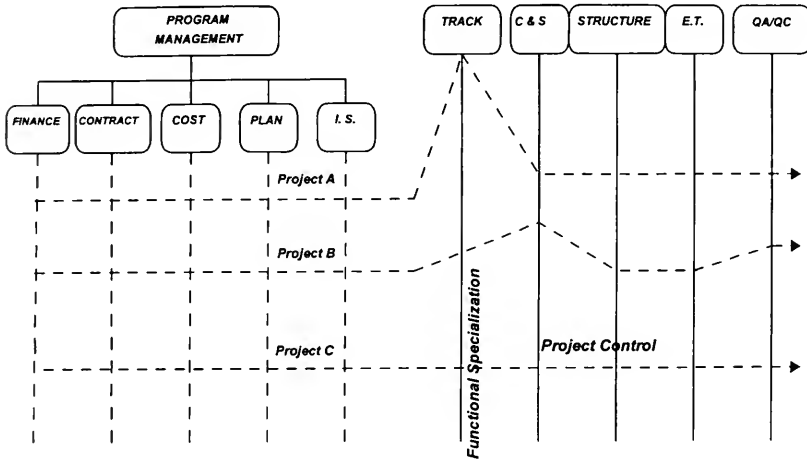 PROGRAM
MANAGEMENT
TRACK
C & S
STRUCTURE
E.T.
QA/QC
FINANCE
CONTRACT
COST
PLAN
I. S.
Project A
Project B
Project C
Functional Specialization
Project Control